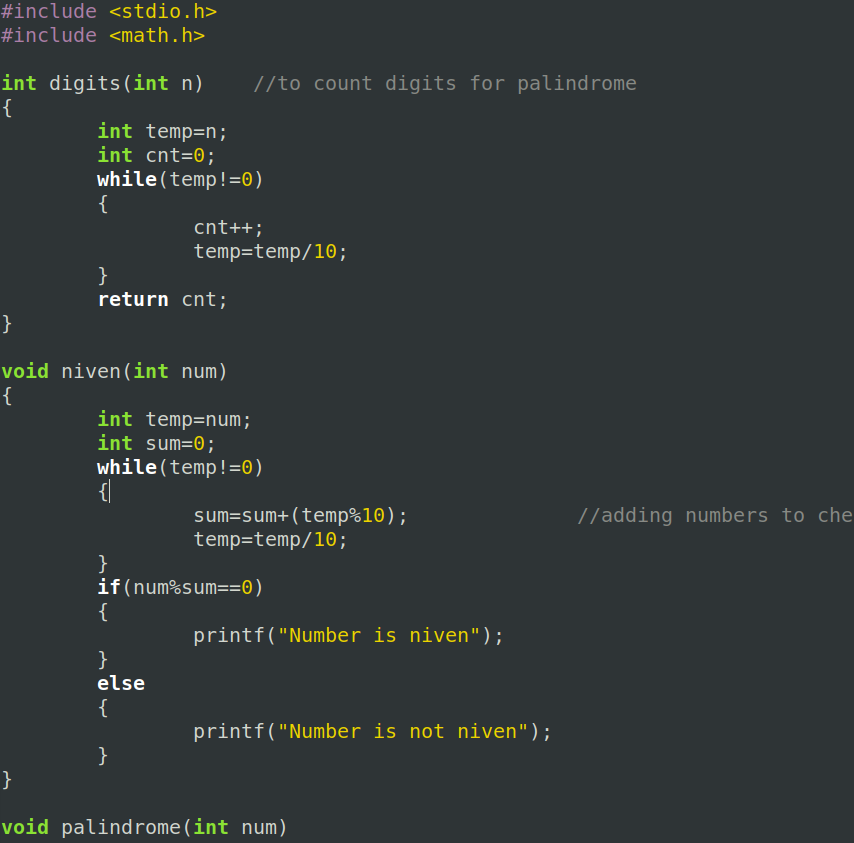 #include <stdio.h>
#include <math.h>
int digits(int n)    //to count digits for palindrome
{
        int temp=n;
        int cnt=0;
        while(temp!=0)
        {
                cnt++;
                temp=temp/10;
        }
        return cnt;
}
void niven(int num)
{
        int temp=num;
        int sum=0;
        while(temp!=0)
        {
                sum=sum+(temp%10);              //adding numbers to che
                temp=temp/10;
        }
        if(num%sum==0)
        {
                printf("Number is niven");
        }
        else
        {
                printf("Number is not niven");
        }
}
void palindrome(int num)